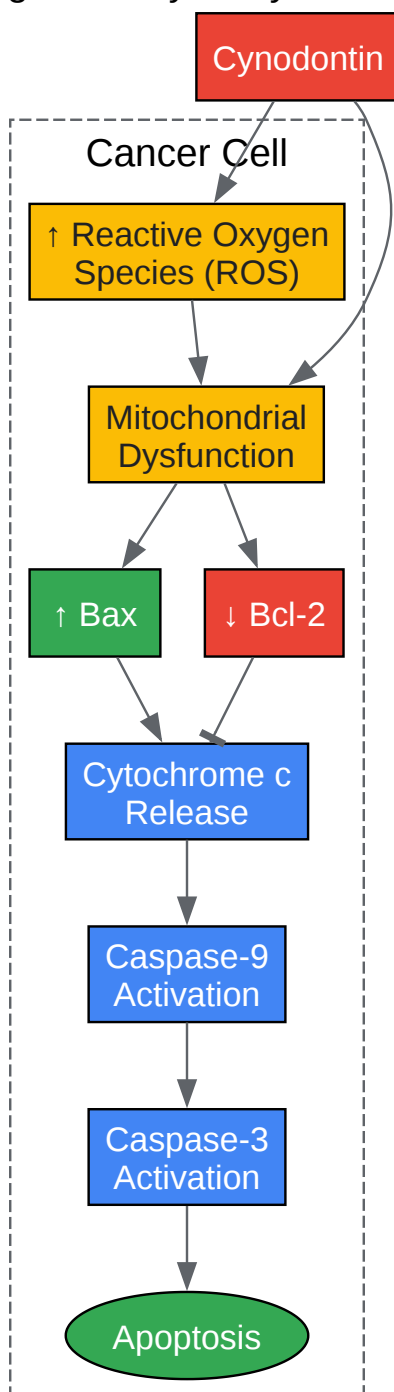 Cynodontin
Cancer Cell
↑ Reactive Oxygen
Species (ROS)
Mitochondrial
Dysfunction
↑ Bax
↓ Bcl-2
Cytochrome c
Release
Caspase-9
Activation
Caspase-3
Activation
Apoptosis